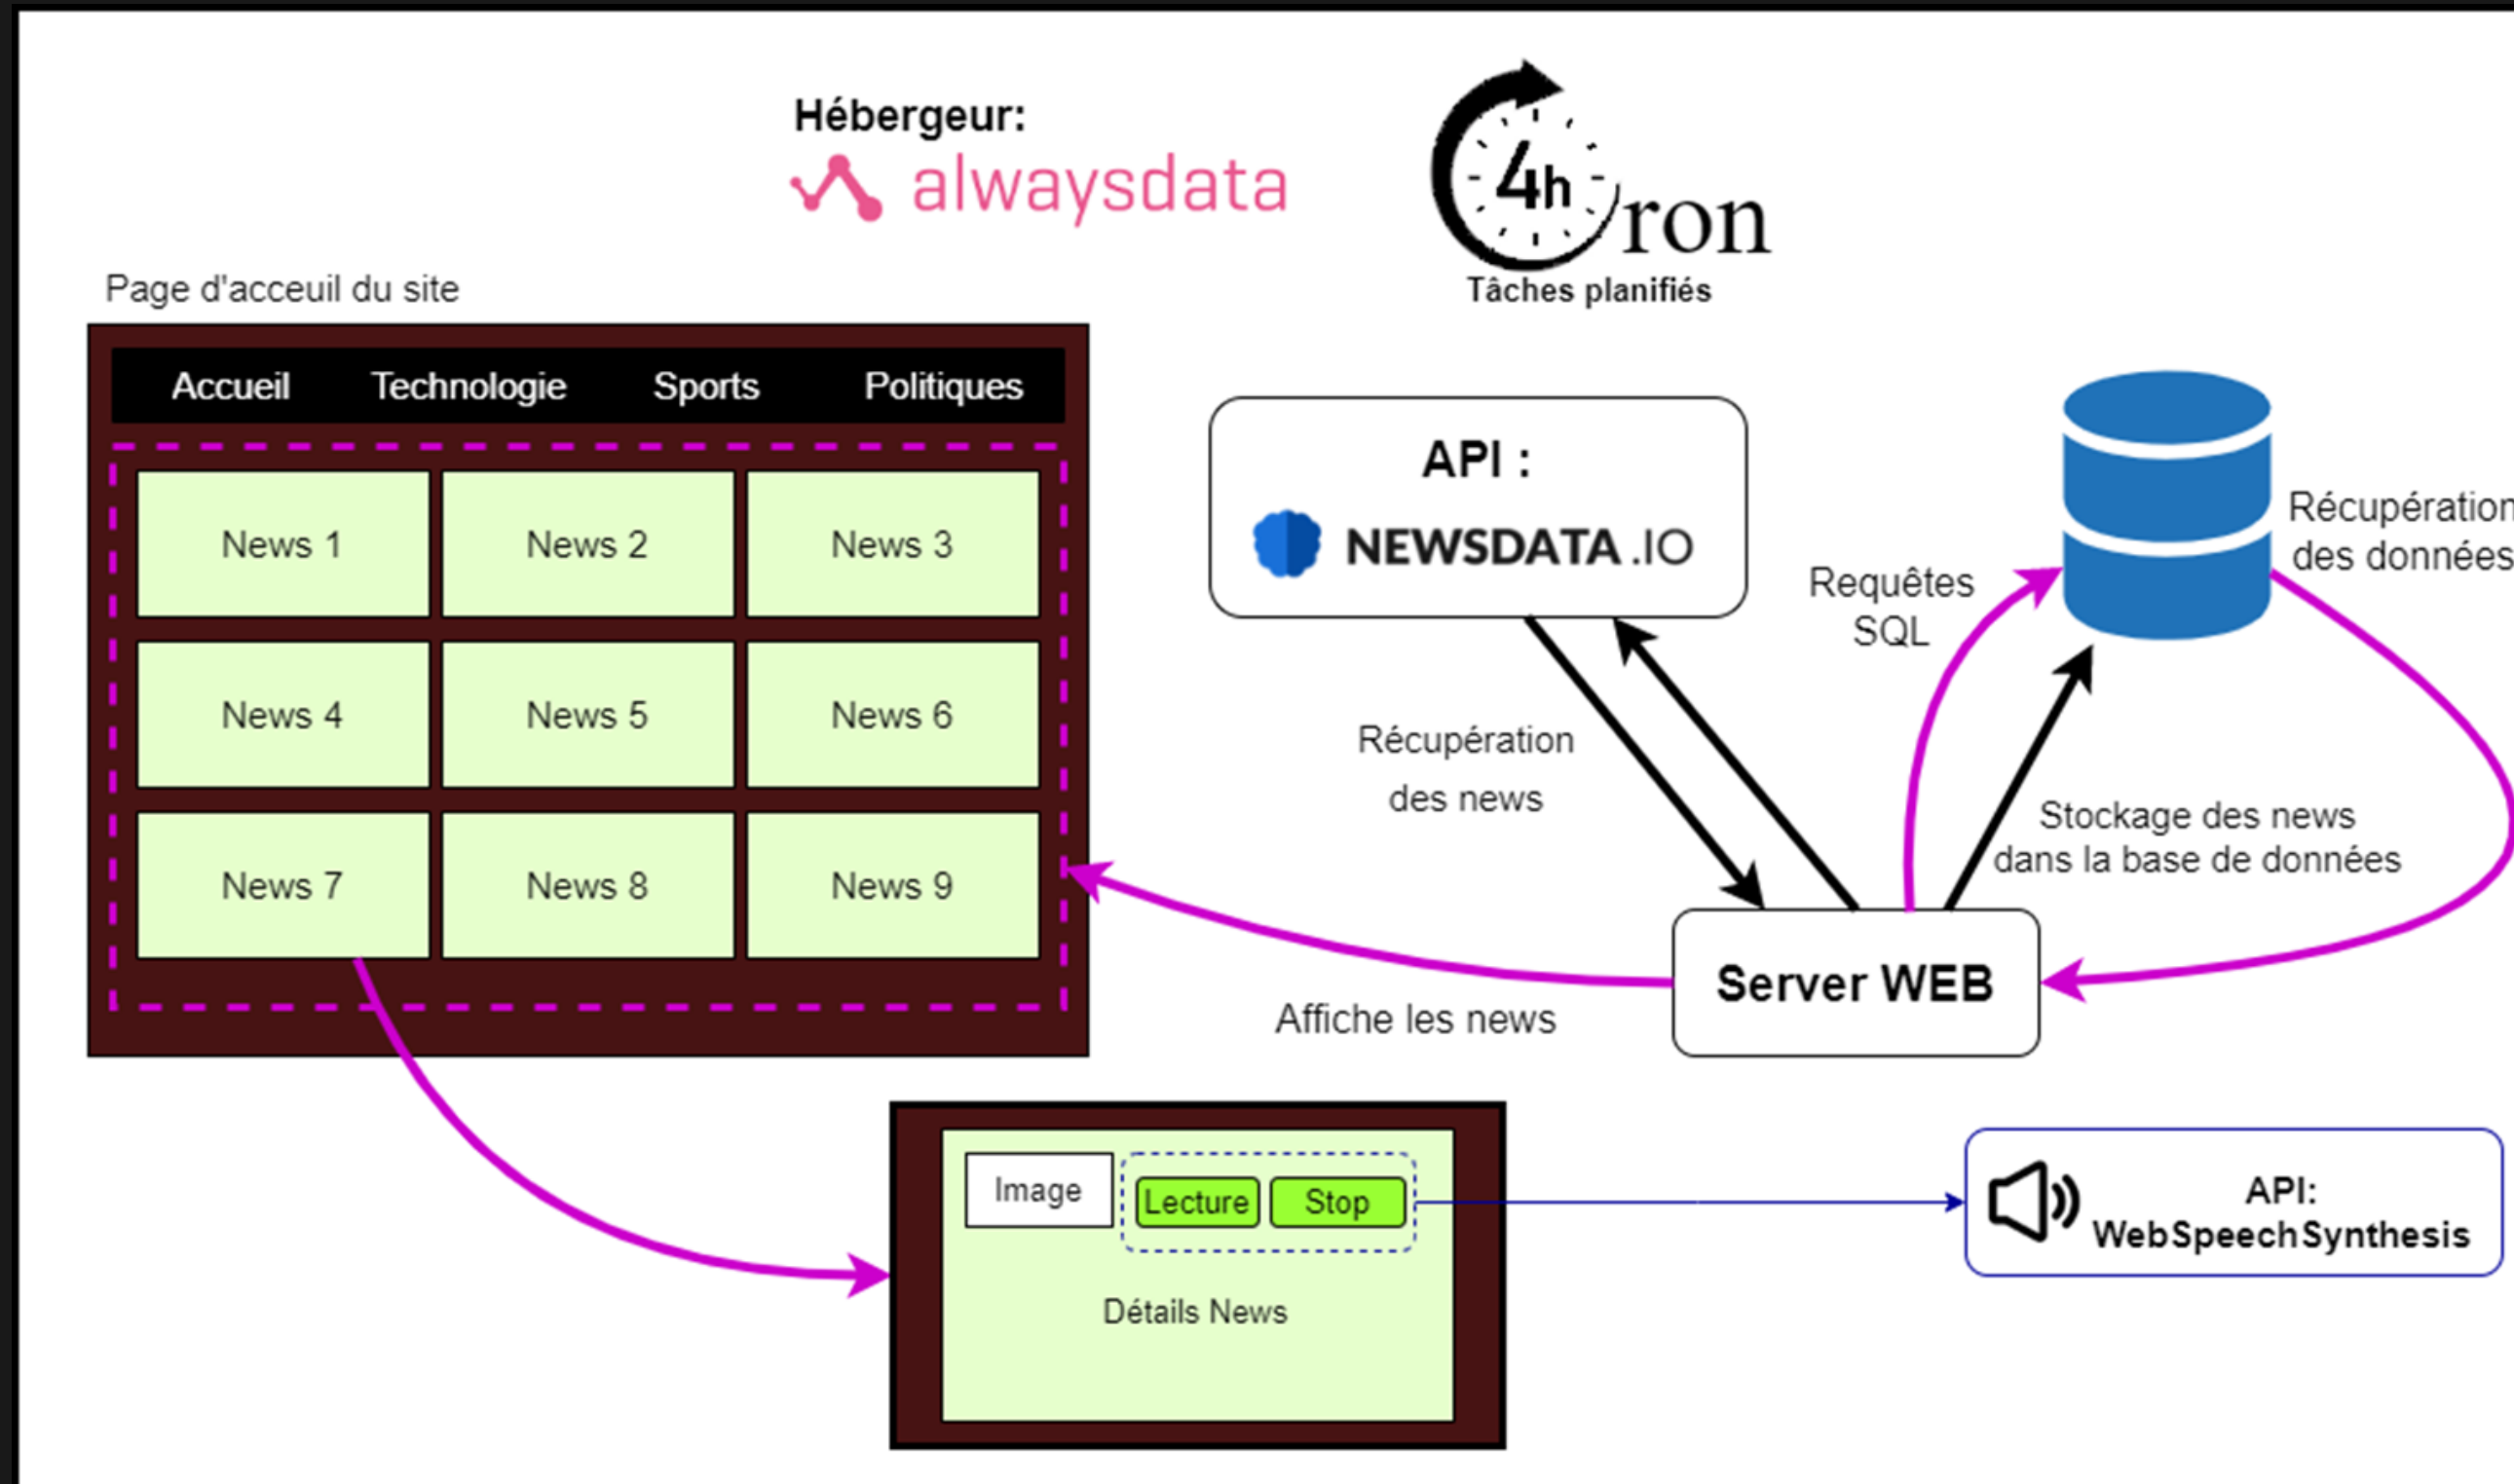 Hébergeur:
alwaysdata
4h
ron
Tâches planifiés
Page d'acceuil du site
Accueil Technologie Sports Politiques
News 1 News 2 News 3
News 4 News 5 News 6
News 7 News 8 News 9
API :
NEWSDATA.IO
Requêtes
SQL
Récupération
des données
Récupération
des news
Stockage des news
dans la base de données
Affiche les news
Server WEB
Image Lecture Stop
Détails News
API:
WebSpeechSynthesis